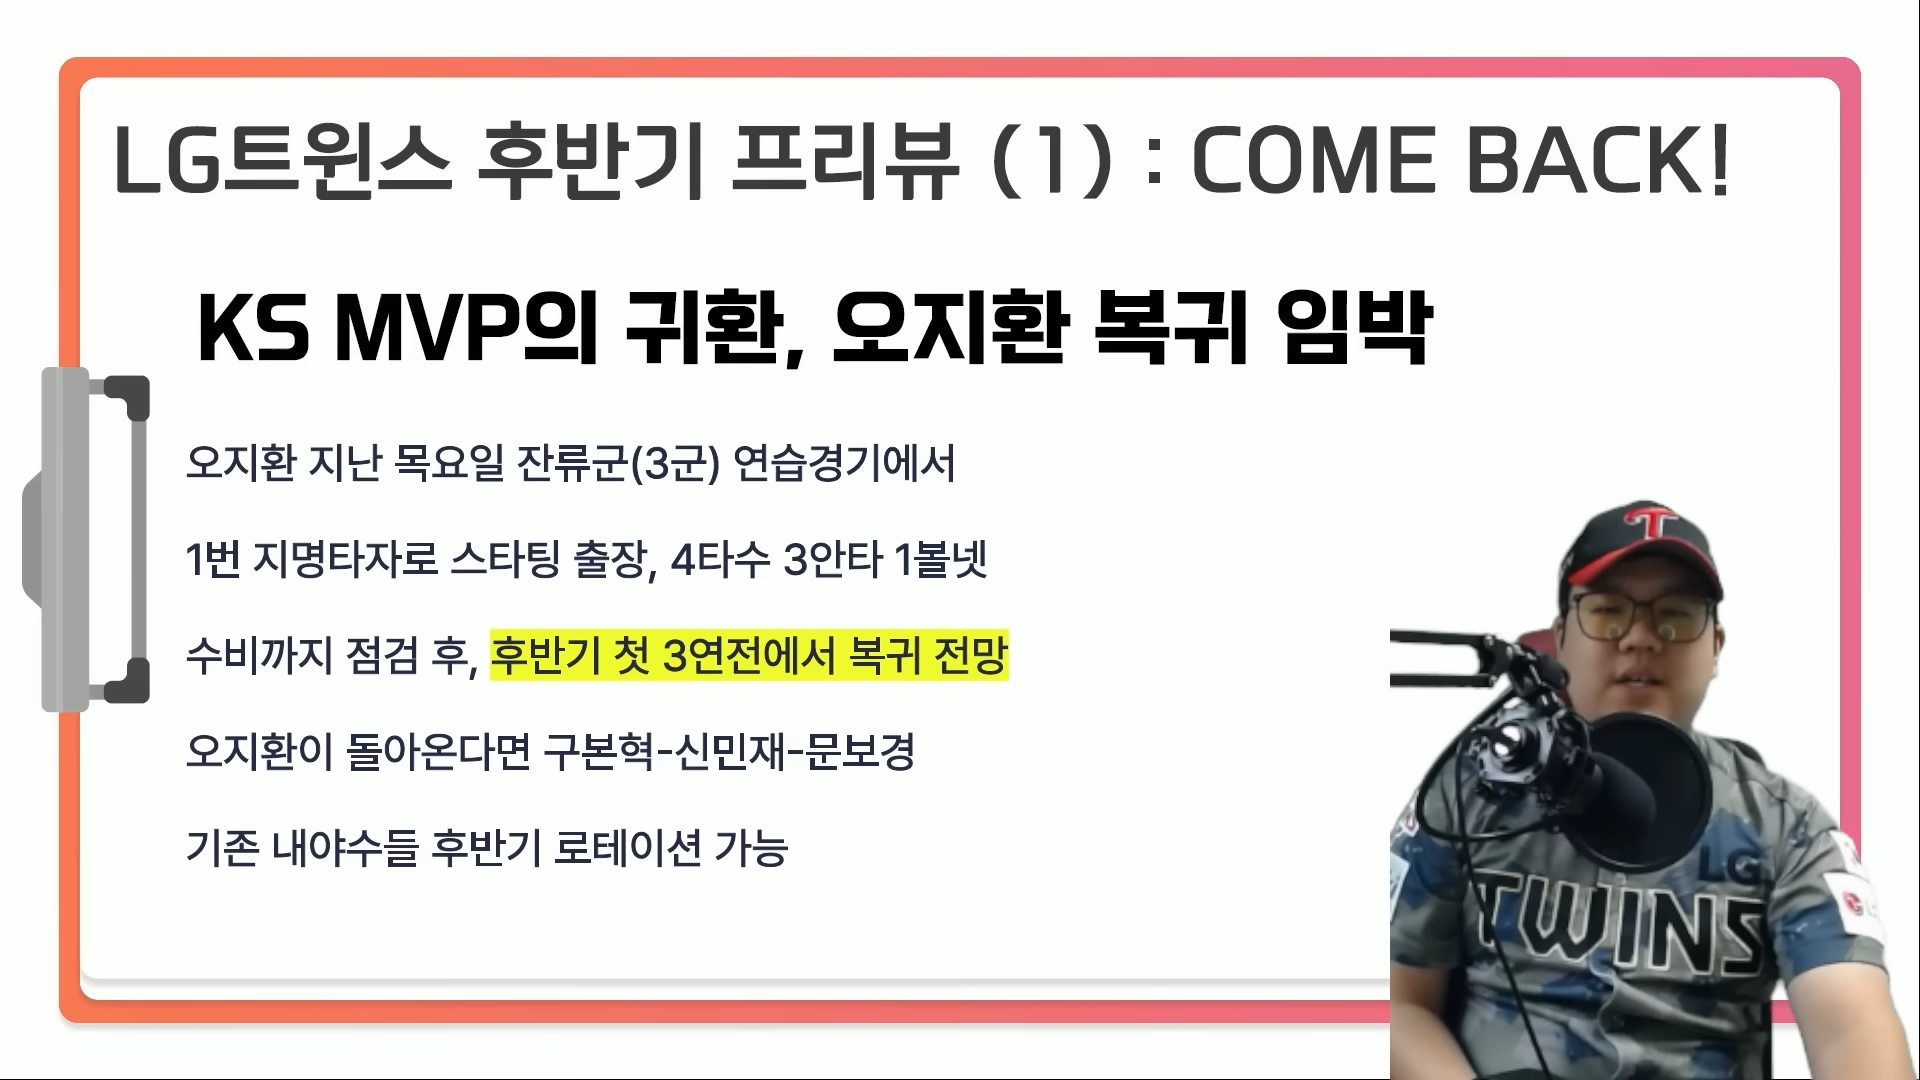 LG트윈스 후반기 프리뷰 (1) : COME BACK!
KS MVP의 귀환, 오지환 복귀 임박
오지환 지난 목요일 잔류군(3군) 연습경기에서
1번 지명타자로 스타팅 출장, 4타수 3안타 1볼넷
수비까지 점검 후, 후반기 첫 3연전에서 복귀 전망
오지환이 돌아온다면 구본혁-신민재-문보경
기존 내야수들 후반기 로테이션 가능
T
LG
TWINS